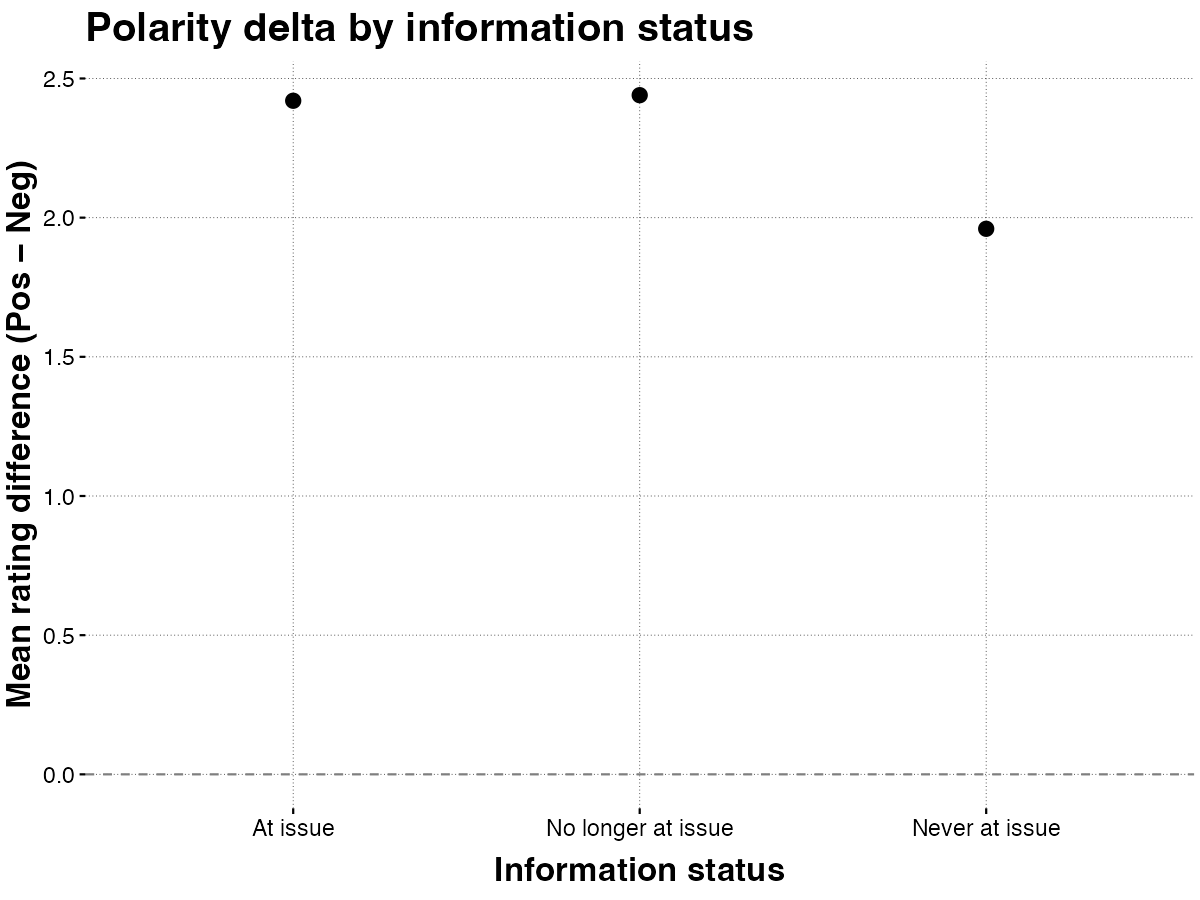 Polarity delta by information status
Mean rating difference (Pos – Neg)
2.5
2.0
1.5
1.0
0.5
0.0
At issue
No longer at issue
Never at issue
Information status